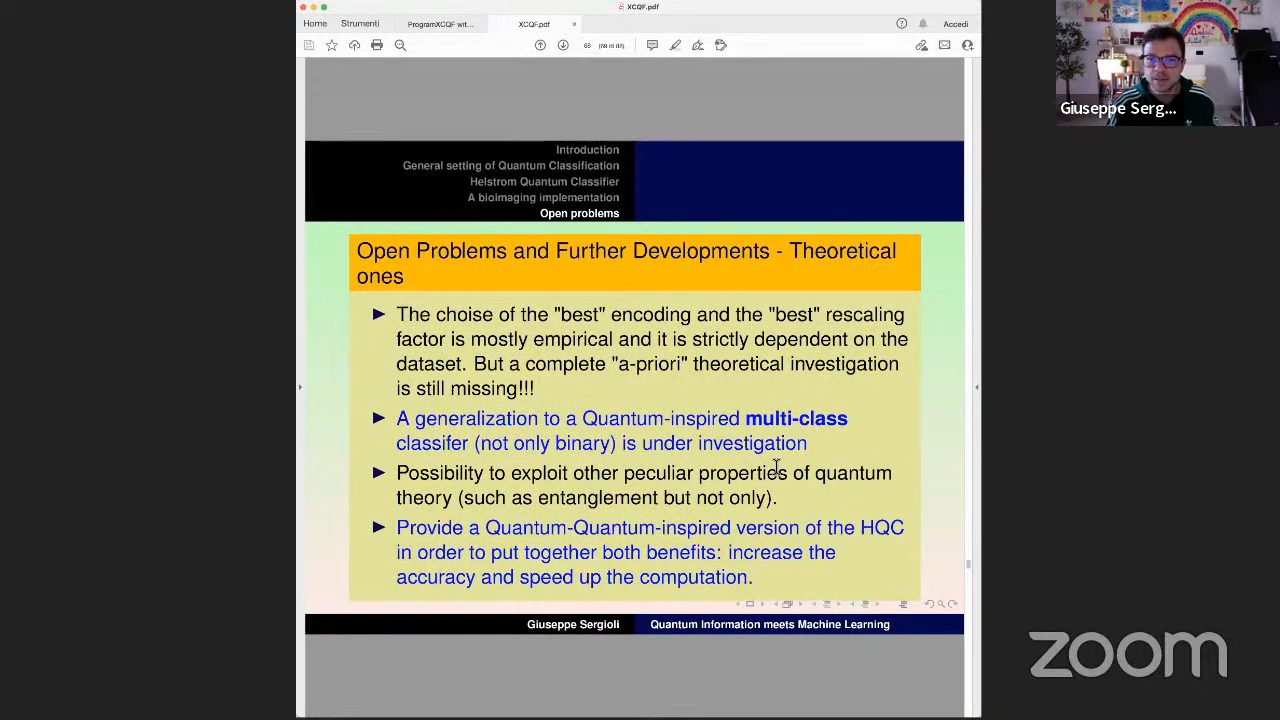 XCQF.pdf
Home Strumenti ProgramXCQF wit... XCQF.pdf × Accedi
68 (69 di 88)
Giuseppe Serg...
Introduction
General setting of Quantum Classification
Helstrom Quantum Classifier
A bioimaging implementation
Open problems
Open Problems and Further Developments - Theoretical
ones
The choise of the "best" encoding and the "best" rescaling
factor is mostly empirical and it is strictly dependent on the
dataset. But a complete "a-priori" theoretical investigation
is still missing!!!
A generalization to a Quantum-inspired multi-class
classifer (not only binary) is under investigation
Possibility to exploit other peculiar properties of quantum
theory (such as entanglement but not only).
Provide a Quantum-Quantum-inspired version of the HQC
in order to put together both benefits: increase the
accuracy and speed up the computation.
Giuseppe Sergioli Quantum Information meets Machine Learning
zoom